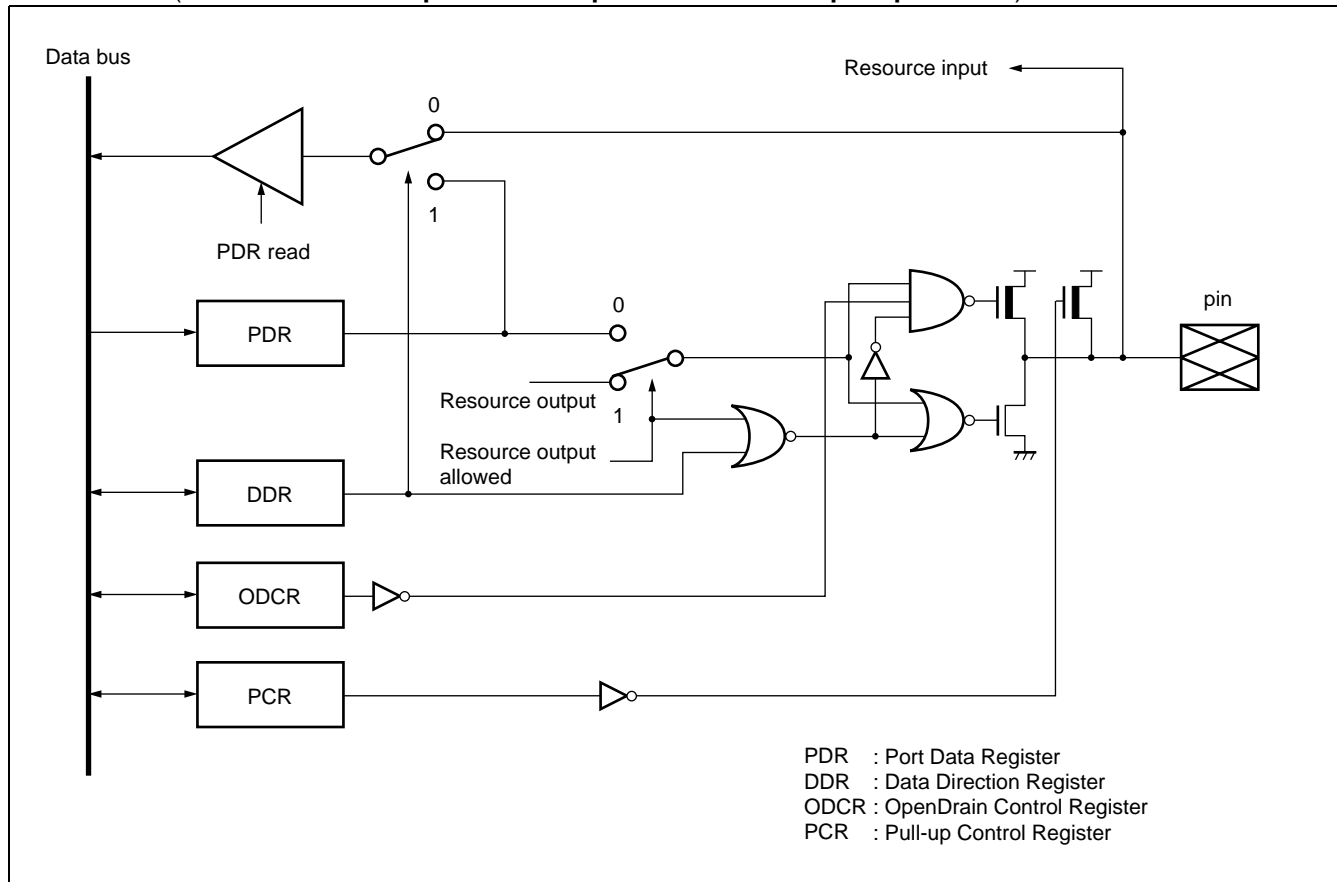 Data bus
Resource input
0
1
PDR read
0
pin
PDR
Resource output
1
Resource output
allowed
DDR
ODCR
PCR
PDR : Port Data Register
DDR : Data Direction Register
ODCR : OpenDrain Control Register
PCR : Pull-up Control Register